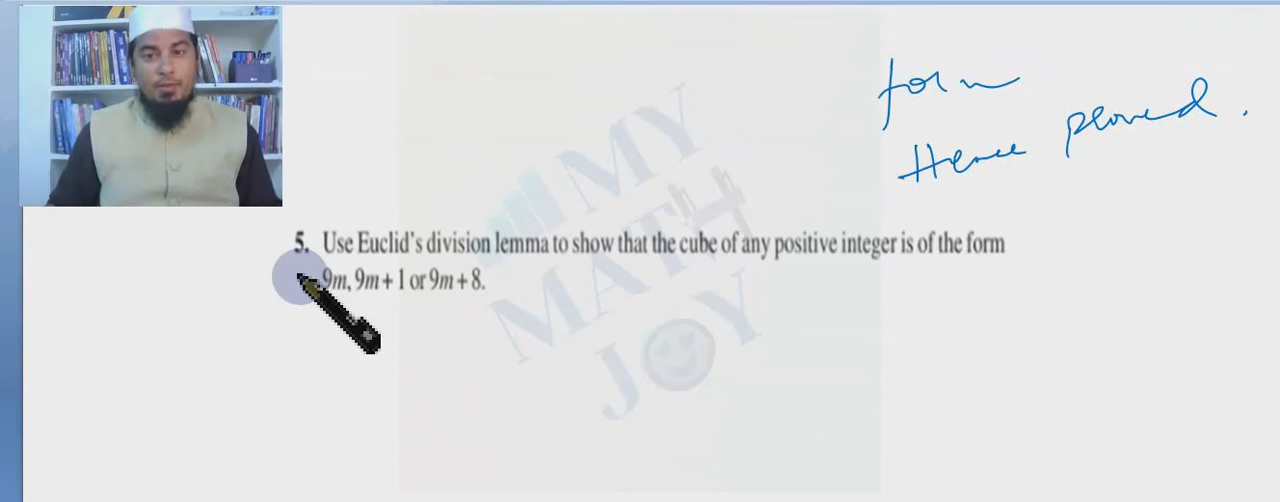 form
Hence proved.
5. Use Euclid's division lemma to show that the cube of any positive integer is of the form
9m, 9m + 1 or 9m + 8.
MY
MATH
JOY